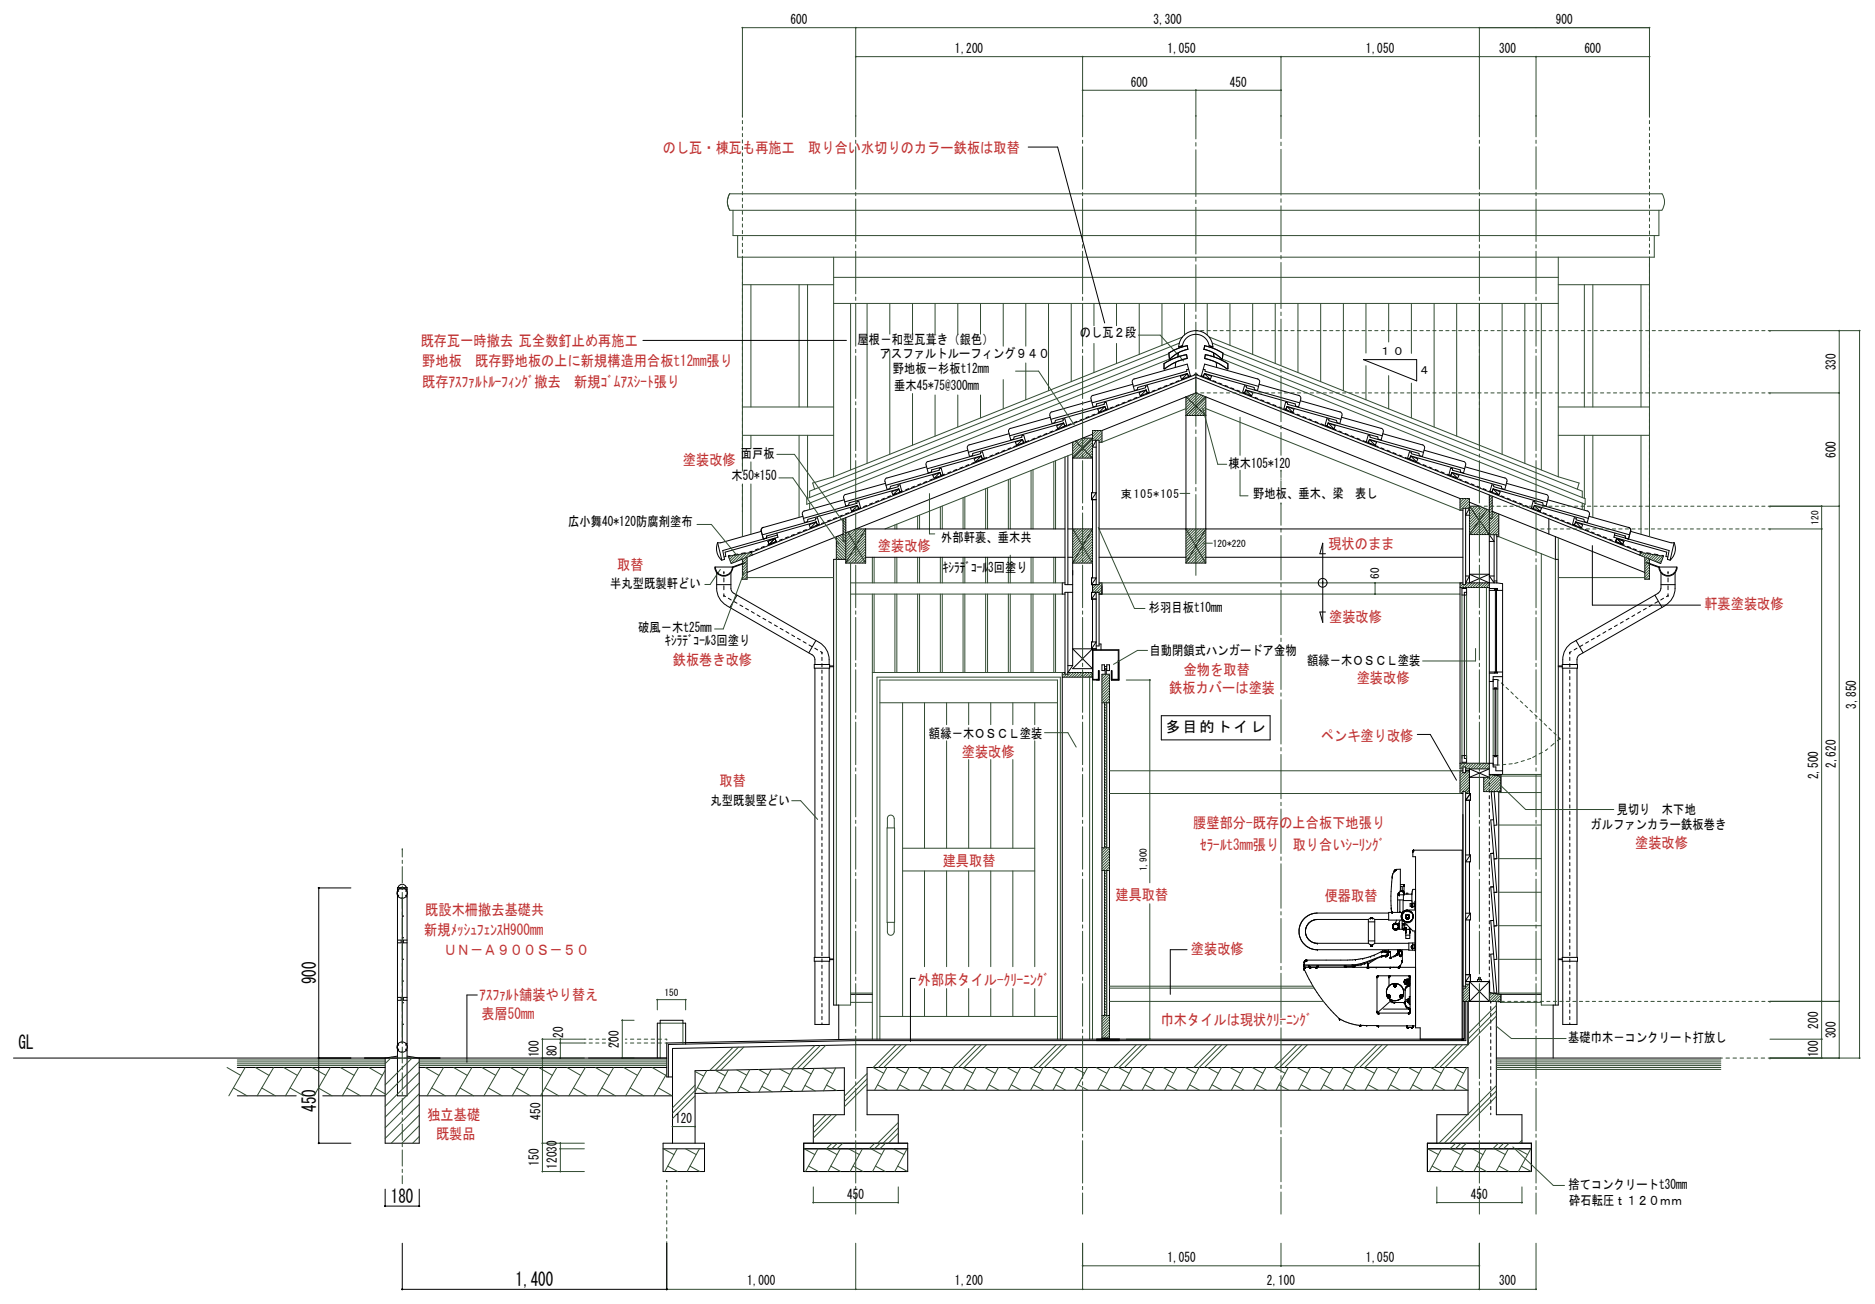 600
3,300
900
1,200
1,050
1,050
300
600
600
450
のし瓦・棟瓦も再施工　取り合い水切りのカラー鉄板は取替
既存瓦一時撤去 瓦全数釘止め再施工
野地板　既存野地板の上に新規構造用合板t12mm張り
既存アスファルトルーフィング撤去　新規ゴムアスシート張り
屋根－和型瓦葺き（銀色）
アスファルトルーフィング９４０
野地板－杉板t12mm
垂木45*75@300mm
のし瓦２段
１０
4
330
塗装改修
面戸板
木50*150
棟木105*120
束105*105
野地板、垂木、梁　表し
600
広小舞40*120防腐剤塗布
塗装改修
外部軒裏、垂木共
キシラデコール3回塗り
120*220
現状のまま
120
取替
半丸型既製軒どい
60
杉羽目板t10mm
塗装改修
軒裏塗装改修
破風－木t25mm
キシラデコール3回塗り
鉄板巻き改修
自動閉鎖式ハンガードア金物
金物を取替
鉄板カバーは塗装
額縁－木ＯＳＣＬ塗装
塗装改修
3,850
多目的トイレ
額縁－木ＯＳＣＬ塗装
塗装改修
ペンキ塗り改修
2,500
2,620
取替
丸型既製竪どい
見切り　木下地
ガルファンカラー鉄板巻き
塗装改修
腰壁部分-既存の上合板下地張り
セラールt3mm張り　取り合いシーリング
建具取替
1,900
建具取替
便器取替
既設木柵撤去基礎共
新規メッシュフェンスH900mm
ＵＮ－Ａ９００Ｓ－５０
900
塗装改修
外部床タイル-クリーニング
アスファルト舗装やり替え
表層50mm
150
巾木タイルは現状クリーニング
200
20
100
80
200
300
100
GL
基礎巾木－コンクリート打放し
450
独立基礎
既製品
450
120
150
30
120
180
450
450
捨てコンクリートt30mm
砕石転圧ｔ１２０ｍｍ
1,050
1,050
1,400
1,000
1,200
2,100
300